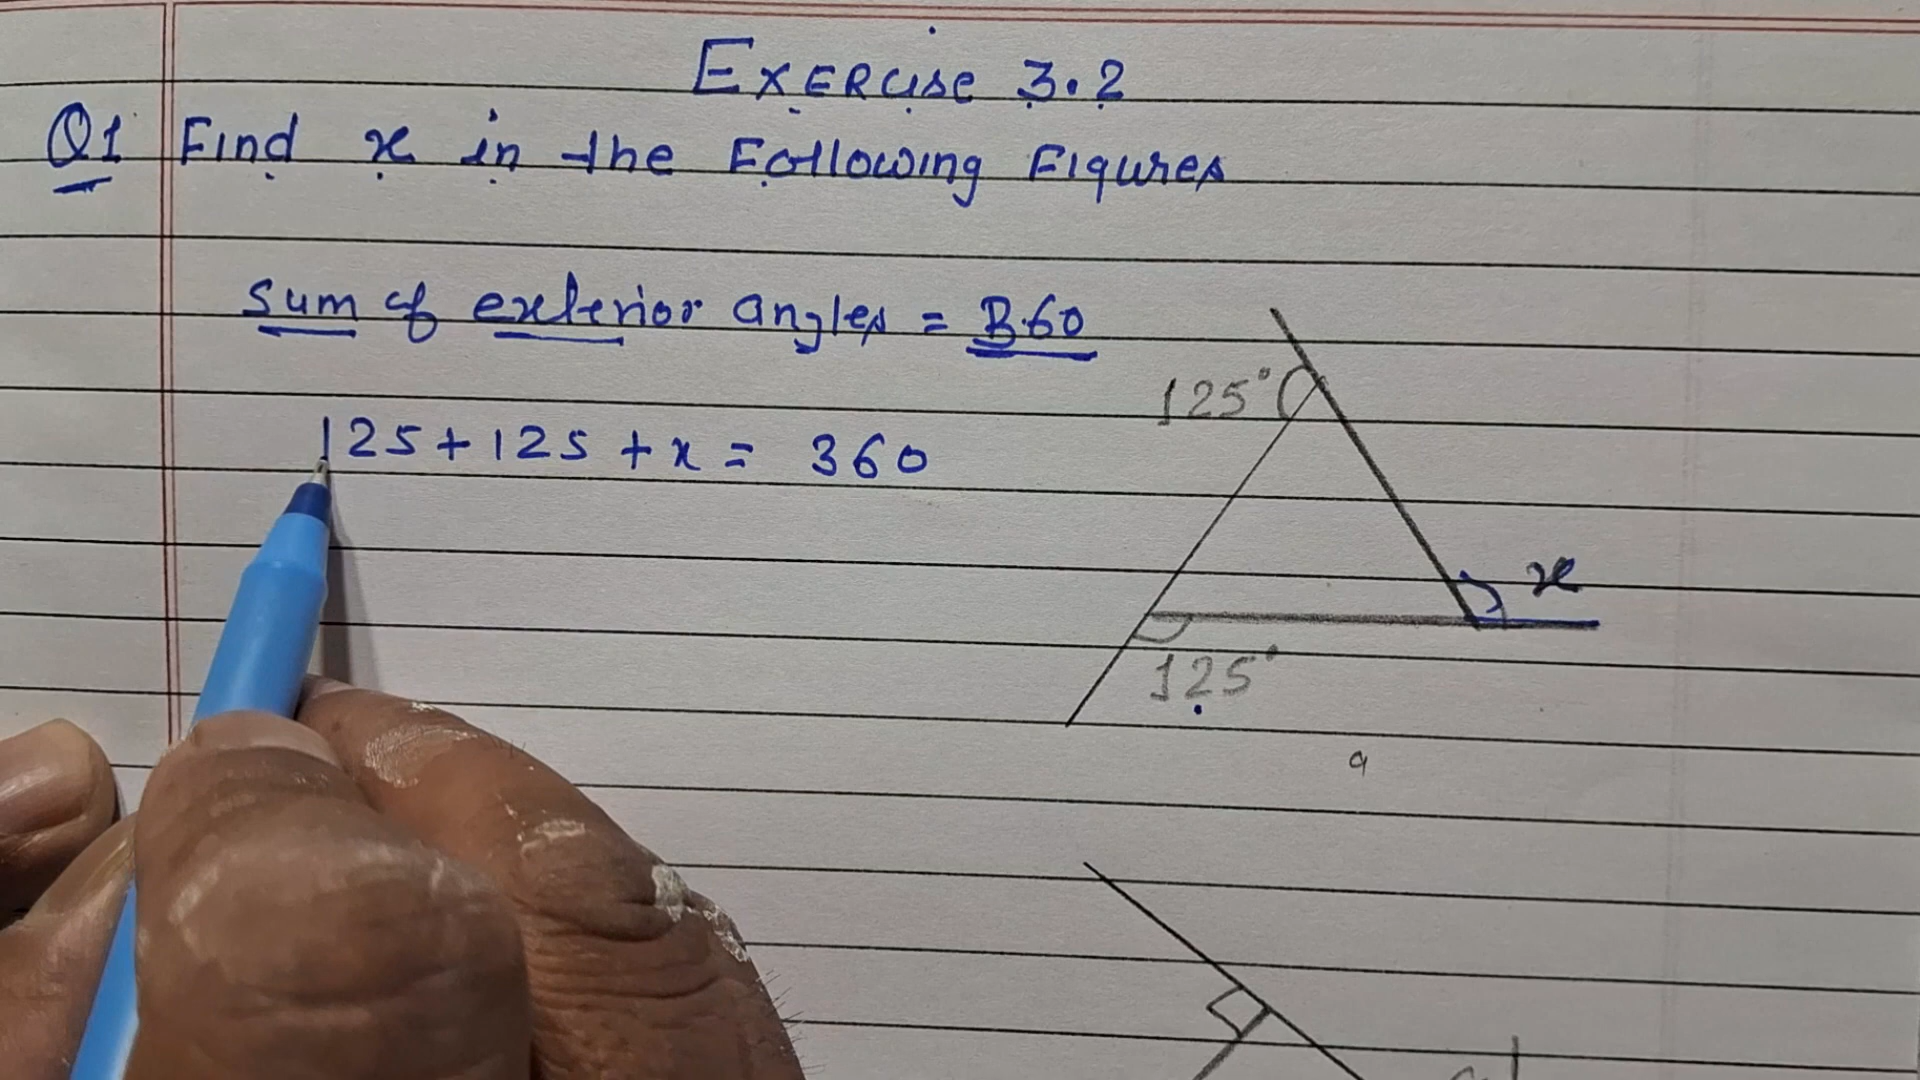 Exercise 3.2
Q1 Find x in the Following Figures
Sum of exterior angles = 360
125°
125 + 125 + x = 360
x
125°
a